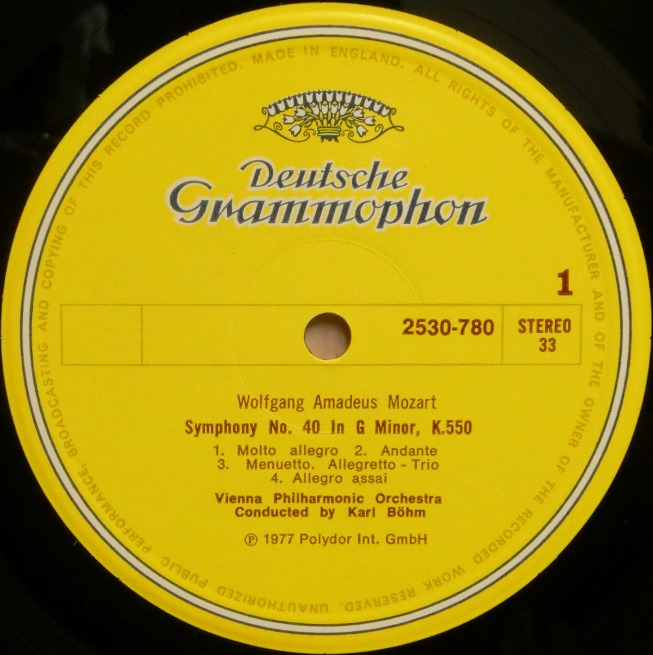 Deutsche
Grammophon
1
2530-780
STEREO
33
Wolfgang Amadeus Mozart
Symphony No. 40 In G Minor, K.550
1. Molto allegro 2. Andante
3. Menuetto. Allegretto - Trio
4. Allegro assai
Vienna Philharmonic Orchestra
Conducted by Karl Böhm
℗ 1977 Polydor Int. GmbH
MADE IN ENGLAND. ALL RIGHTS OF THE MANUFACTURER AND OF THE OWNER OF THE RECORDED WORK RESERVED. UNAUTHORIZED PUBLIC PERFORMANCE, BROADCASTING AND COPYING OF THIS RECORD PROHIBITED.